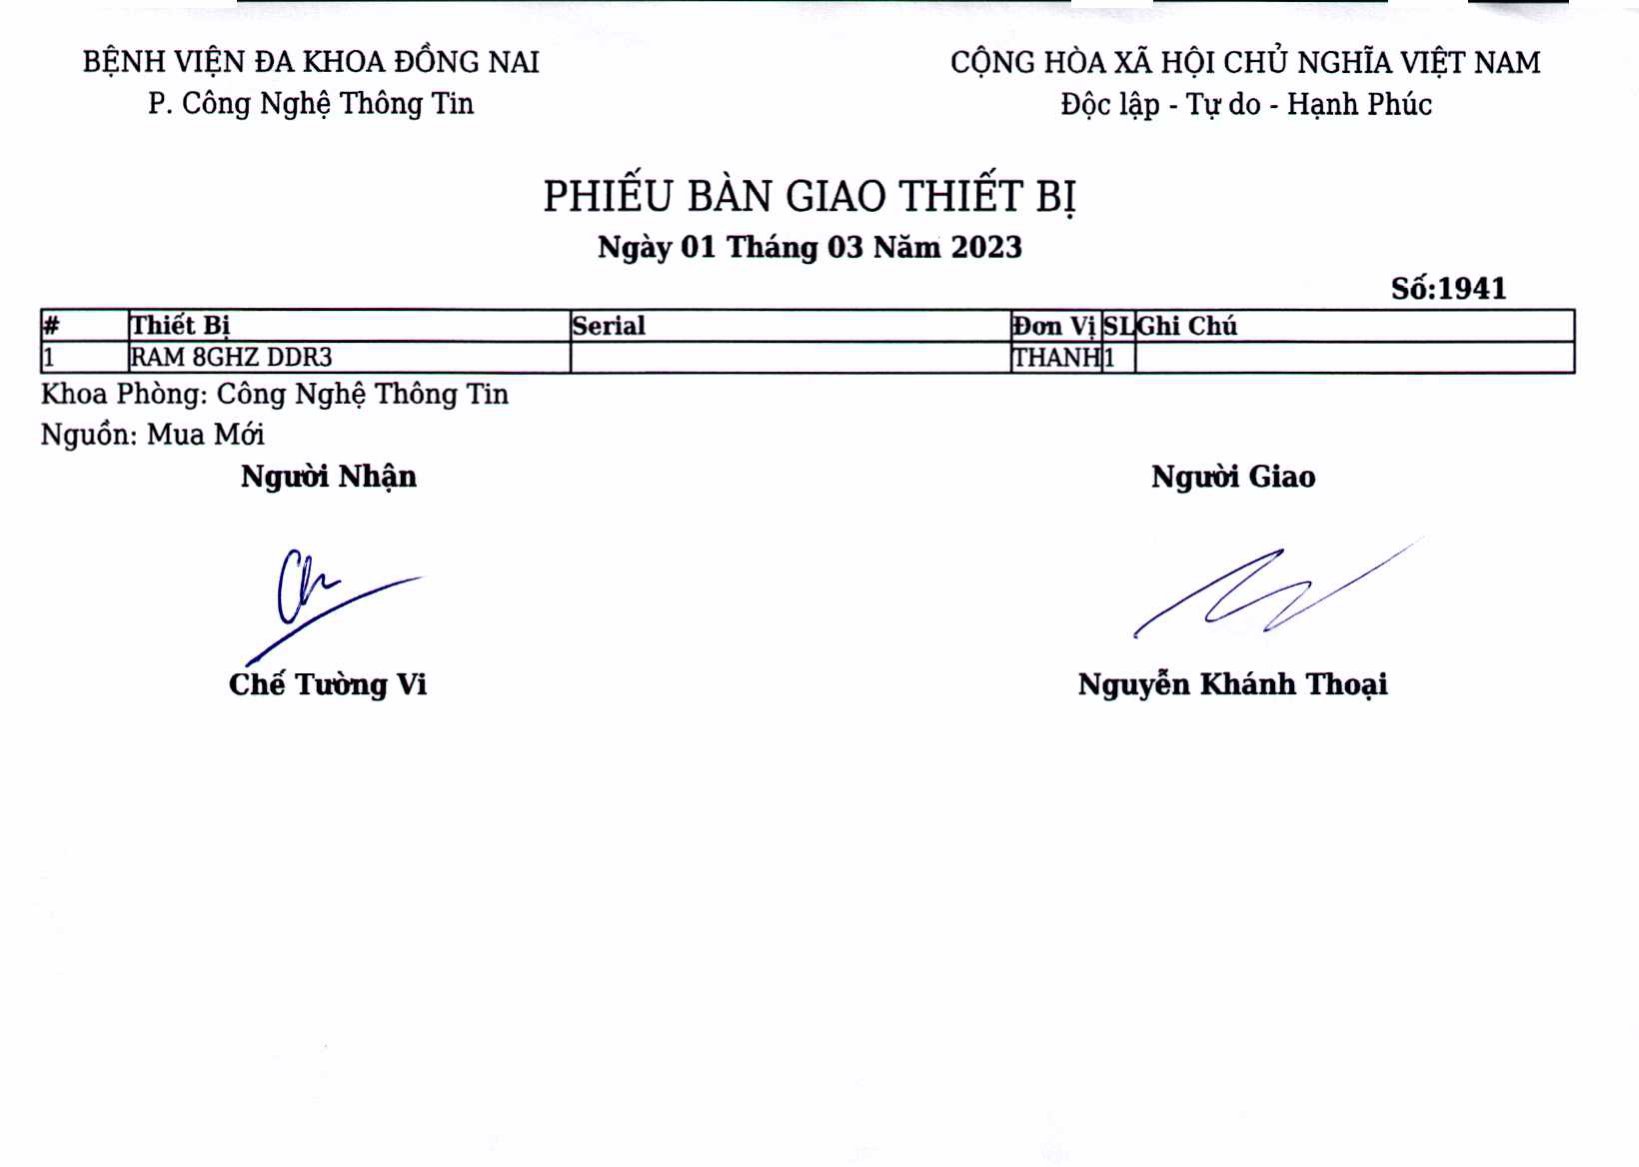 BỆNH VIỆN ĐA KHOA ĐỒNG NAI
P. Công Nghệ Thông Tin
CỘNG HÒA XÃ HỘI CHỦ NGHĨA VIỆT NAM
Độc lập - Tự do - Hạnh Phúc
PHIẾU BÀN GIAO THIẾT BỊ
Ngày 01 Tháng 03 Năm 2023
Số:1941
# Thiết Bị Serial Đơn Vị SL Ghi Chú
1 RAM 8GHZ DDR3 THANH 1
Khoa Phòng: Công Nghệ Thông Tin
Nguồn: Mua Mới
Người Nhận Người Giao
Chế Tường Vi Nguyễn Khánh Thoại